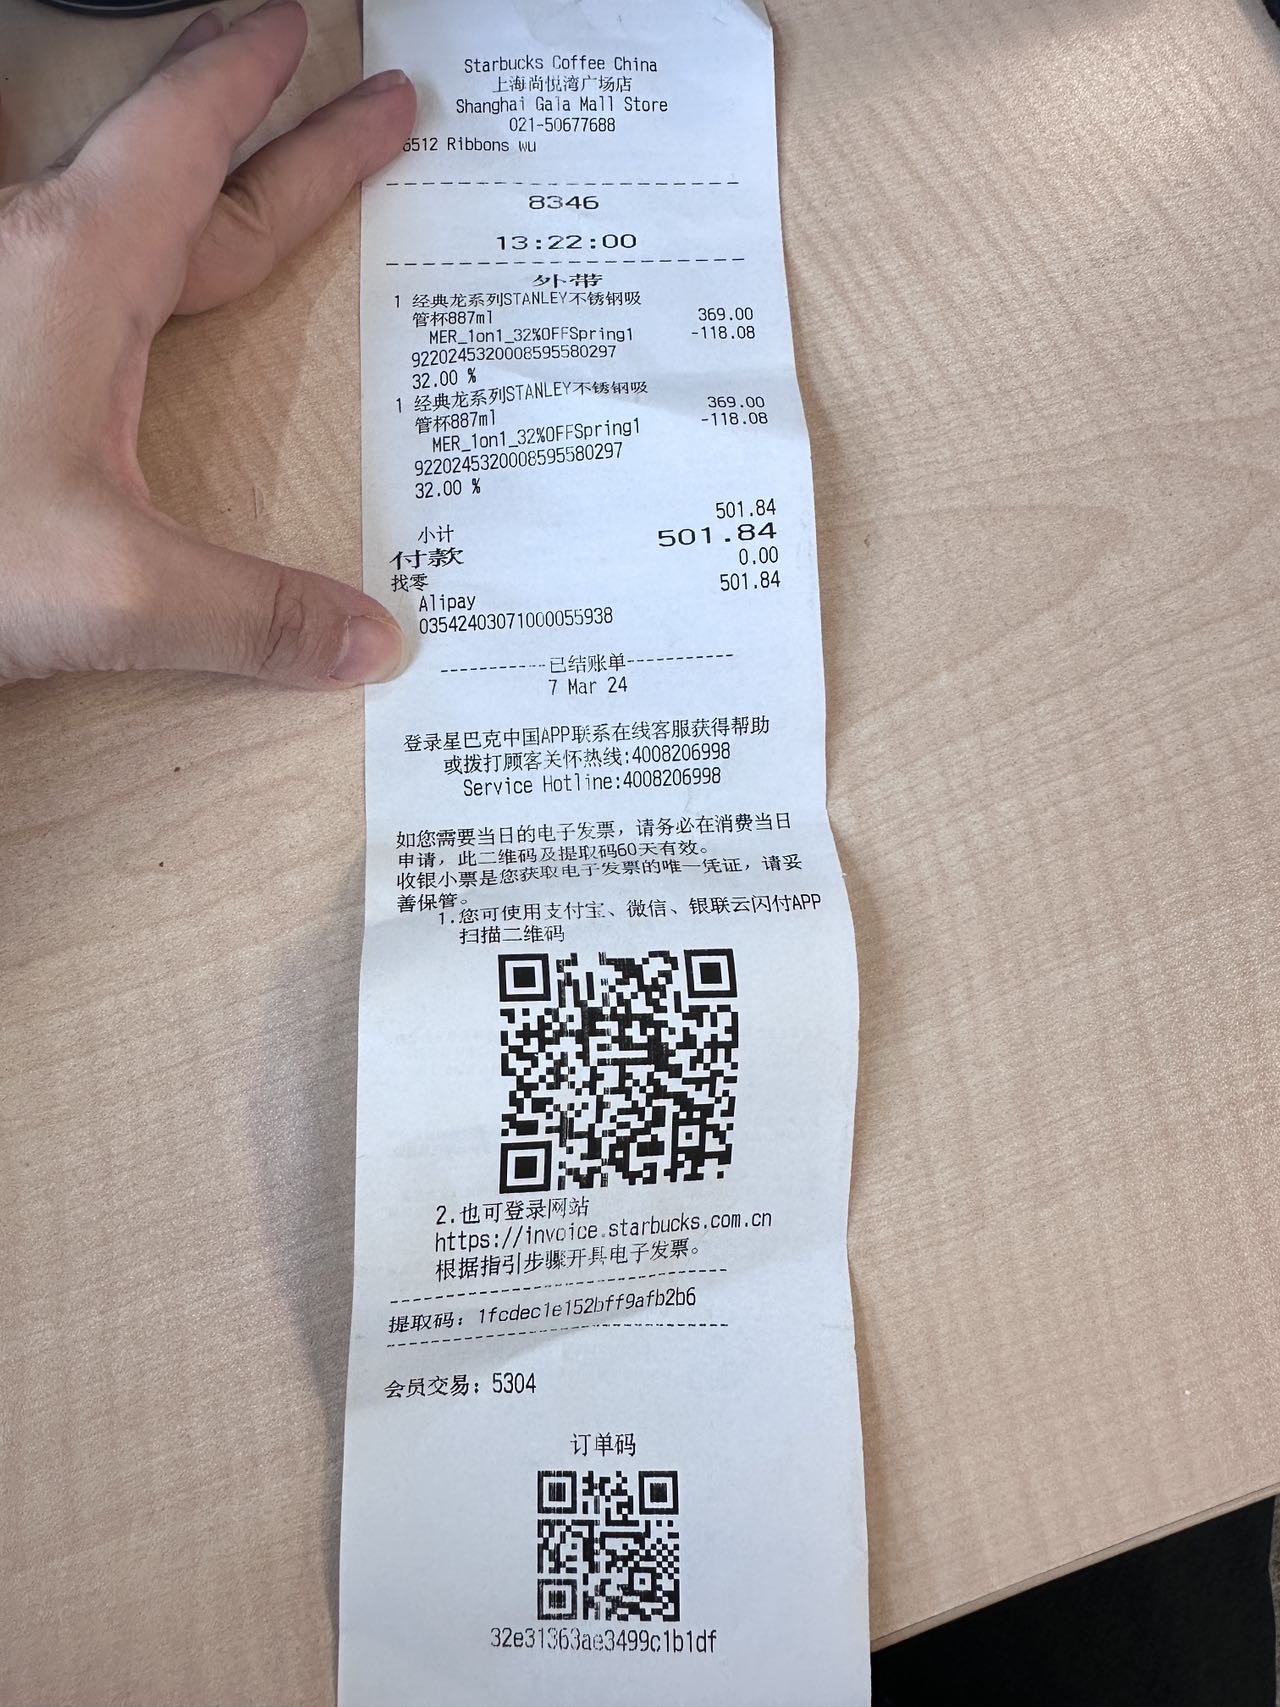 Starbucks Coffee China
上海尚悦湾广场店
Shanghai Gala Mall Store
021-50677688
6512 Ribbons wu
8346
13:22:00
外带
1 经典龙系列STANLEY不锈钢吸
管杯887ml 369.00
MER_1on1_32%OFFSpring1 -118.08
9220245320008595580297
32.00 %
1 经典龙系列STANLEY不锈钢吸
管杯887ml 369.00
MER_1on1_32%OFFSpring1 -118.08
9220245320008595580297
32.00 %
小计 501.84
付款 501.84
找零 0.00
Alipay 501.84
03542403071000055938
-----------已结账单-----------
7 Mar 24
登录星巴克中国APP联系在线客服获得帮助
或拨打顾客关怀热线:4008206998
Service Hotline:4008206998
如您需要当日的电子发票，请务必在消费当日
申请，此二维码及提取码60天有效。
收银小票是您获取电子发票的唯一凭证，请妥
善保管。
1.您可使用支付宝、微信、银联云闪付APP
扫描二维码
2.也可登录网站
https://invoice.starbucks.com.cn
根据指引步骤开具电子发票。
提取码：1fcdec1e152bff9afb2b6
会员交易：5304
订单码
32e31363ae3499c1b1df